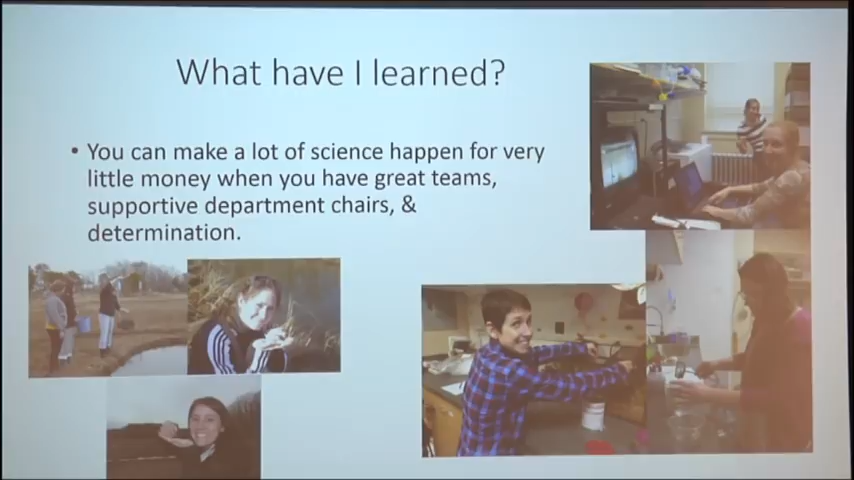 What have I learned?
• You can make a lot of science happen for very
little money when you have great teams,
supportive department chairs, &
determination.